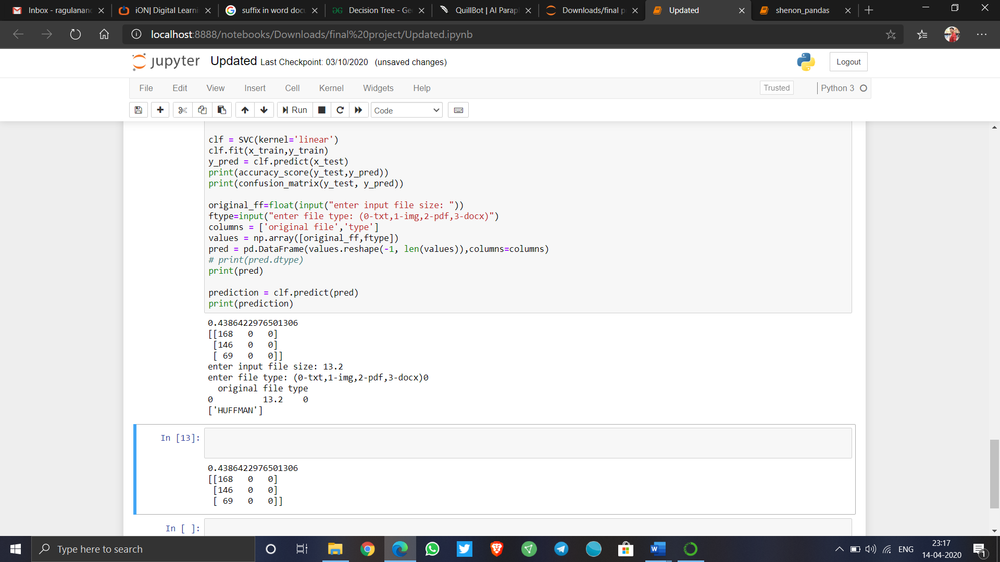 Inbox - ragulanand
iON| Digital Learni
suffix in word docu
Decision Tree - Ge
QuillBot | AI Parap
Downloads/final p
Updated
shenon_pandas
localhost:8888/notebooks/Downloads/final%20project/Updated.ipynb
jupyter Updated Last Checkpoint: 03/10/2020 (unsaved changes)
Logout
File Edit View Insert Cell Kernel Widgets Help
Trusted Python 3
Run Code
clf = SVC(kernel='linear')
clf.fit(x_train,y_train)
y_pred = clf.predict(x_test)
print(accuracy_score(y_test,y_pred))
print(confusion_matrix(y_test, y_pred))
original_ff=float(input("enter input file size: "))
ftype=input("enter file type: (0-txt,1-img,2-pdf,3-docx)")
columns = ['original file','type']
values = np.array([original_ff,ftype])
pred = pd.DataFrame(values.reshape(-1, len(values)),columns=columns)
# print(pred.dtype)
print(pred)
prediction = clf.predict(pred)
print(prediction)
0.4386422976501306
[[168 0 0]
[146 0 0]
[ 69 0 0]]
enter input file size: 13.2
enter file type: (0-txt,1-img,2-pdf,3-docx)0
original file type
0 13.2 0
['HUFFMAN']
In [13]:
0.4386422976501306
[[168 0 0]
[146 0 0]
[ 69 0 0]]
In [ ]:
Type here to search
ENG
23:17
14-04-2020
1